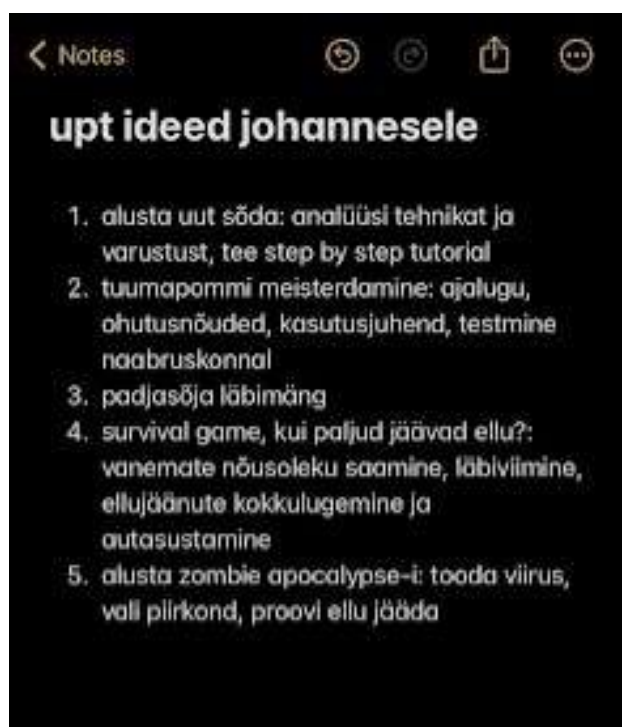 Notes
upt ideed johannesele
1. alusta uut sõda: analüüsi tehnikat ja
varustust, tee step by step tutorial
2. tuumapommi meisterdamine: ajalugu,
ohutusnõuded, kasutusjuhend, testmine
naabruskonnal
3. padjasõja läbimäng
4. survival game, kui paljud jäävad ellu?:
vanemate nõusoleku saamine, läbiviimine,
ellujäänute kokkulugemine ja
autasustamine
5. alusta zombie apocalypse-i: tooda viirus,
vali piirkond, proovi ellu jääda